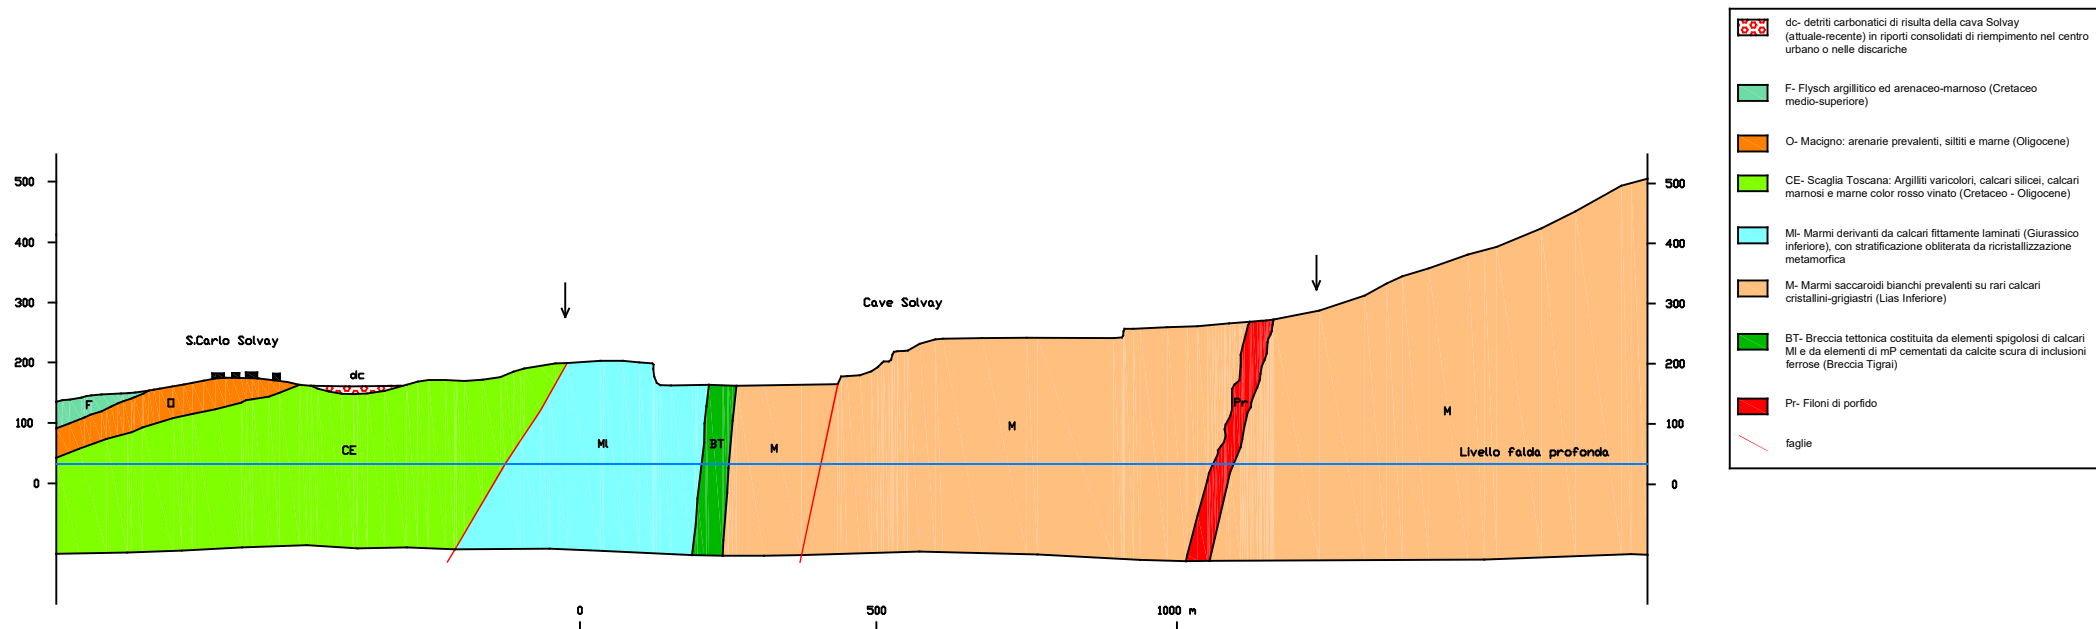 dc- detriti carbonatici di risulta della cava Solvay
(attuale-recente) in riporti consolidati di riempimento nel centro
urbano o nelle discariche
F- Flysch argillitico ed arenaceo-marnoso (Cretaceo
medio-superiore)
O- Macigno: arenarie prevalenti, siltiti e marne (Oligocene)
CE- Scaglia Toscana: Argilliti varicolori, calcari silicei, calcari
marnosi e marne color rosso vinato (Cretaceo - Oligocene)
Ml- Marmi derivanti da calcari fittamente laminati (Giurassico
inferiore), con stratificazione obliterata da ricristallizzazione
metamorfica
M- Marmi saccaroidi bianchi prevalenti su rari calcari
cristallini-grigiastri (Lias Inferiore)
BT- Breccia tettonica costituita da elementi spigolosi di calcari
Ml e da elementi di mP cementati da calcite scura di inclusioni
ferrose (Breccia Tigrai)
Pr- Filoni di porfido
faglie
500
400
300
200
100
0
500
400
300
200
100
0
S.Carlo Solvay
dc
Cave Solvay
F
O
CE
Ml
BT
M
M
Pr
M
Livello falda profonda
0
500
1000 m